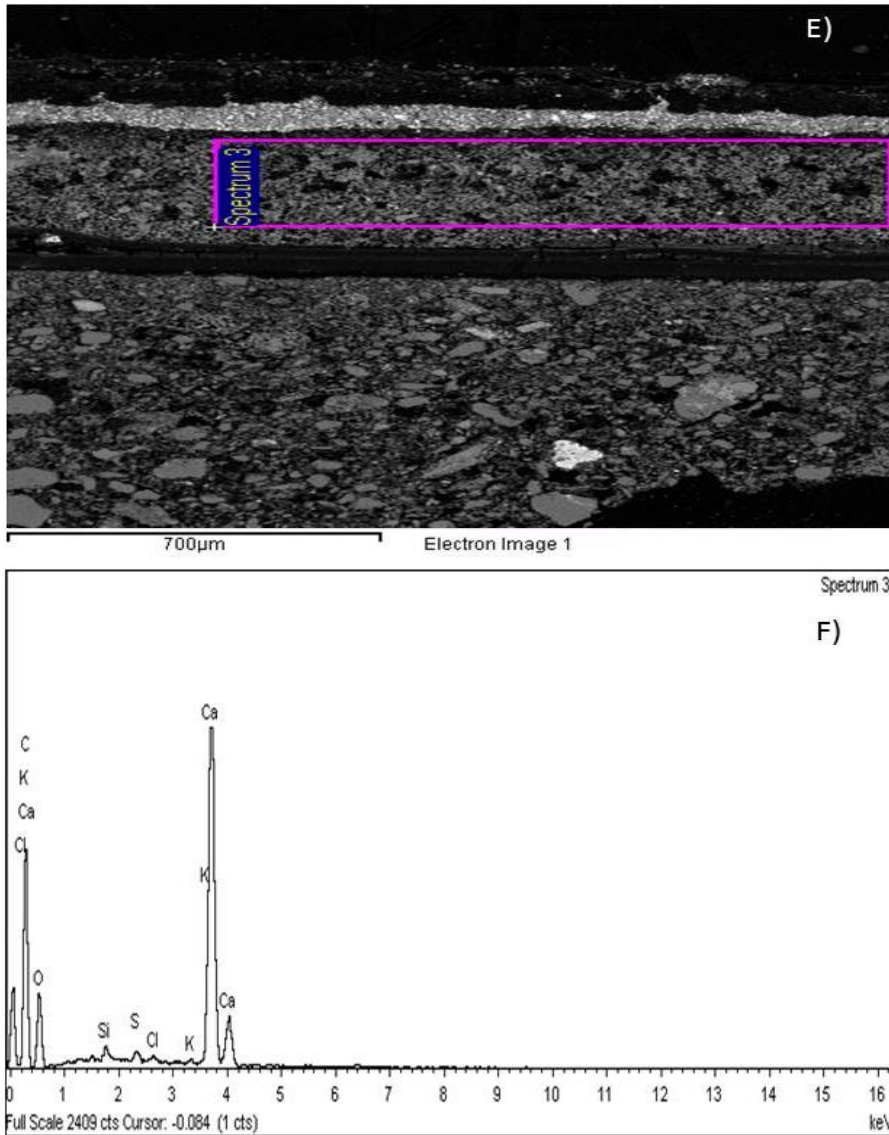 E)
Spectrum 3
700µm
Electron Image 1
Spectrum 3
F)
Ca
C
K
Ca
Cl
K
O
Ca
Si
S
Cl
K
0 1 2 3 4 5 6 7 8 9 10 11 12 13 14 15 16
Full Scale 2409 cts Cursor: -0.084 (1 cts)
keV